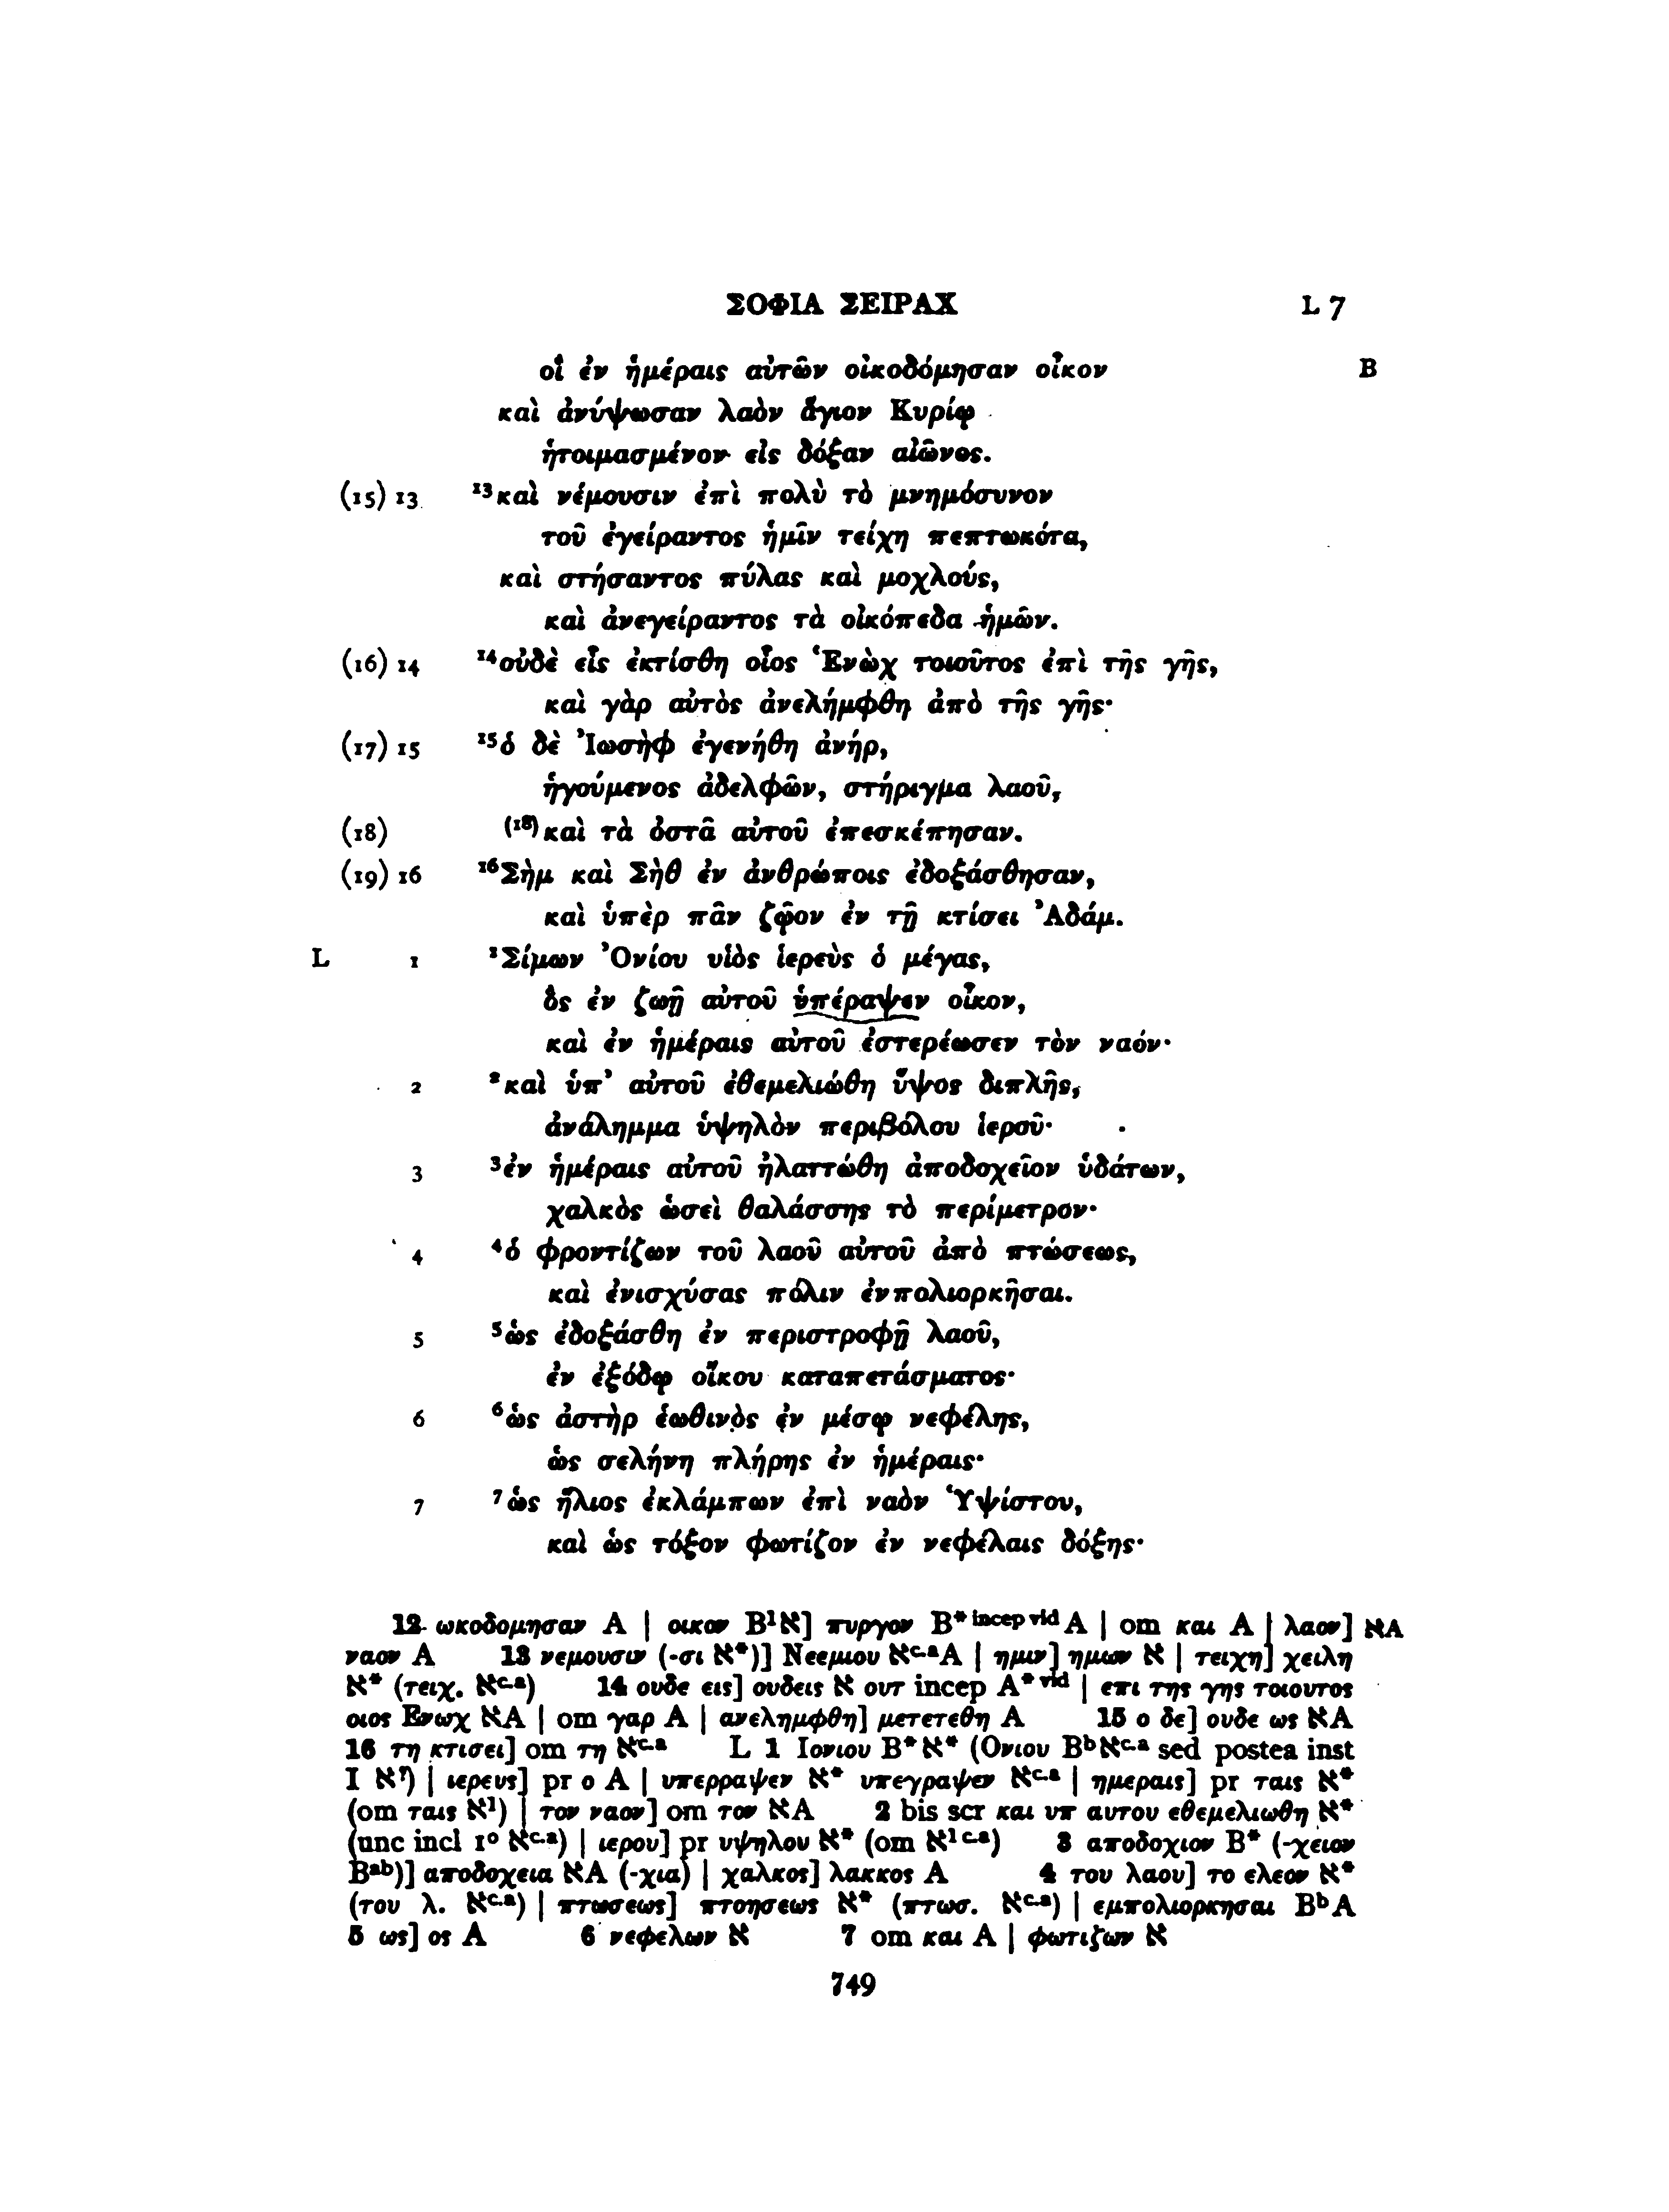 ΣΟΦΙΑ ΣΕΙΡΑΧ L 7
οἳ ἐν ἡμέραις αὐτῶν οἰκοδόμησαν οἶκον B
καὶ ἀνύψωσαν λαὸν ἅγιον Κυρίῳ
ἡτοιμασμένον εἰς δόξαν αἰῶνος.
(15) 13 ¹³καὶ νέμουσιν ἐπὶ πολὺ τὸ μνημόσυνον
τοῦ ἐγείραντος ἡμῖν τείχη πεπτωκότα,
καὶ στήσαντος πύλας καὶ μοχλούς,
καὶ ἀνεγείραντος τὰ οἰκόπεδα ἡμῶν.
(16) 14 ¹⁴οὐδὲ εἷς ἐκτίσθη οἷος Ἑνὼχ τοιοῦτος ἐπὶ τῆς γῆς,
καὶ γὰρ αὐτὸς ἀνελήμφθη ἀπὸ τῆς γῆς·
(17) 15 ¹⁵ὁ δὲ Ἰωσὴφ ἐγενήθη ἀνήρ,
ἡγούμενος ἀδελφῶν, στήριγμα λαοῦ,
(18) (¹⁸)καὶ τὰ ὀστᾶ αὐτοῦ ἐπεσκέπησαν.
(19) 16 ¹⁶Σὴμ καὶ Σὴθ ἐν ἀνθρώποις ἐδοξάσθησαν,
καὶ ὑπὲρ πᾶν ζῷον ἐν τῇ κτίσει Ἀδάμ.
L 1 ¹Σίμων Ὀνίου υἱὸς ἱερεὺς ὁ μέγας,
ὃς ἐν ζωῇ αὐτοῦ ὑπέραψεν οἶκον,
καὶ ἐν ἡμέραις αὐτοῦ ἐστερέωσεν τὸν ναόν·
2 ²καὶ ὑπ’ αὐτοῦ ἐθεμελιώθη ὕψος διπλῆς,
ἀνάλημμα ὑψηλὸν περιβόλου ἱεροῦ·
3 ³ἐν ἡμέραις αὐτοῦ ἠλαττώθη ἀποδοχεῖον ὑδάτων,
χαλκὸς ὡσεὶ θαλάσσης τὸ περίμετρον·
4 ⁴ὁ φροντίζων τοῦ λαοῦ αὐτοῦ ἀπὸ πτώσεως,
καὶ ἐνισχύσας πόλιν ἐνπολιορκῆσαι.
5 ⁵ὡς ἐδοξάσθη ἐν περιστροφῇ λαοῦ,
ἐν ἐξόδῳ οἴκου καταπετάσματος·
6 ⁶ὡς ἀστὴρ ἑωθινὸς ἐν μέσῳ νεφέλης,
ὡς σελήνη πλήρης ἐν ἡμέραις·
7 ⁷ὡς ἥλιος ἐκλάμπων ἐπὶ ναὸν Ὑψίστου,
καὶ ὡς τόξον φωτίζον ἐν νεφέλαις δόξης·
12 ωκοδομησαν A | οικον B¹א] πυργον B* incep vid A | om και A | λαον] אA
ναον A 13 νεμουσιν (-σι א*)] Νεεμιου א c.a A | ημιν] ημων א | τειχη] χειλη
א* (τειχ. א c.a) 14 ουδε εις] ουδεις א ουτ incep A* vid | επι της γης τοιουτος
οιος Ενωχ אA | om γαρ A | ανελημφθη] μετετεθη A 15 ο δε] ουδε ως אA
16 τη κτισει] om τη א c.a L 1 Ιονιου B*א* (Ονιου Bᵇא c.a sed postea inst
I א?) | ιερευς] pr ο A | υπερραψεν א* υπεγραψεν א c.a | ημεραις] pr ταις א*
(om ταις א¹) | τον ναον] om τον אA 2 bis scr και υπ αυτου εθεμελιωθη א*
(unc incl 1° א c.a) | ιερου] pr υψηλου א* (om א¹ c.a) 3 αποδοχιον B* (-χειον
Bᵃᵇ)] αποδοχεια אA (-χια) | χαλκος] λακκος A 4 του λαου] το ελεον א*
(του λ. א c.a) | πτωσεως] πτοησεως א* (πτωσ. א c.a) | εμπολιορκησαι BᵇA
5 ως] ος A 6 νεφελων א 7 om και A | φωτιζων א
749